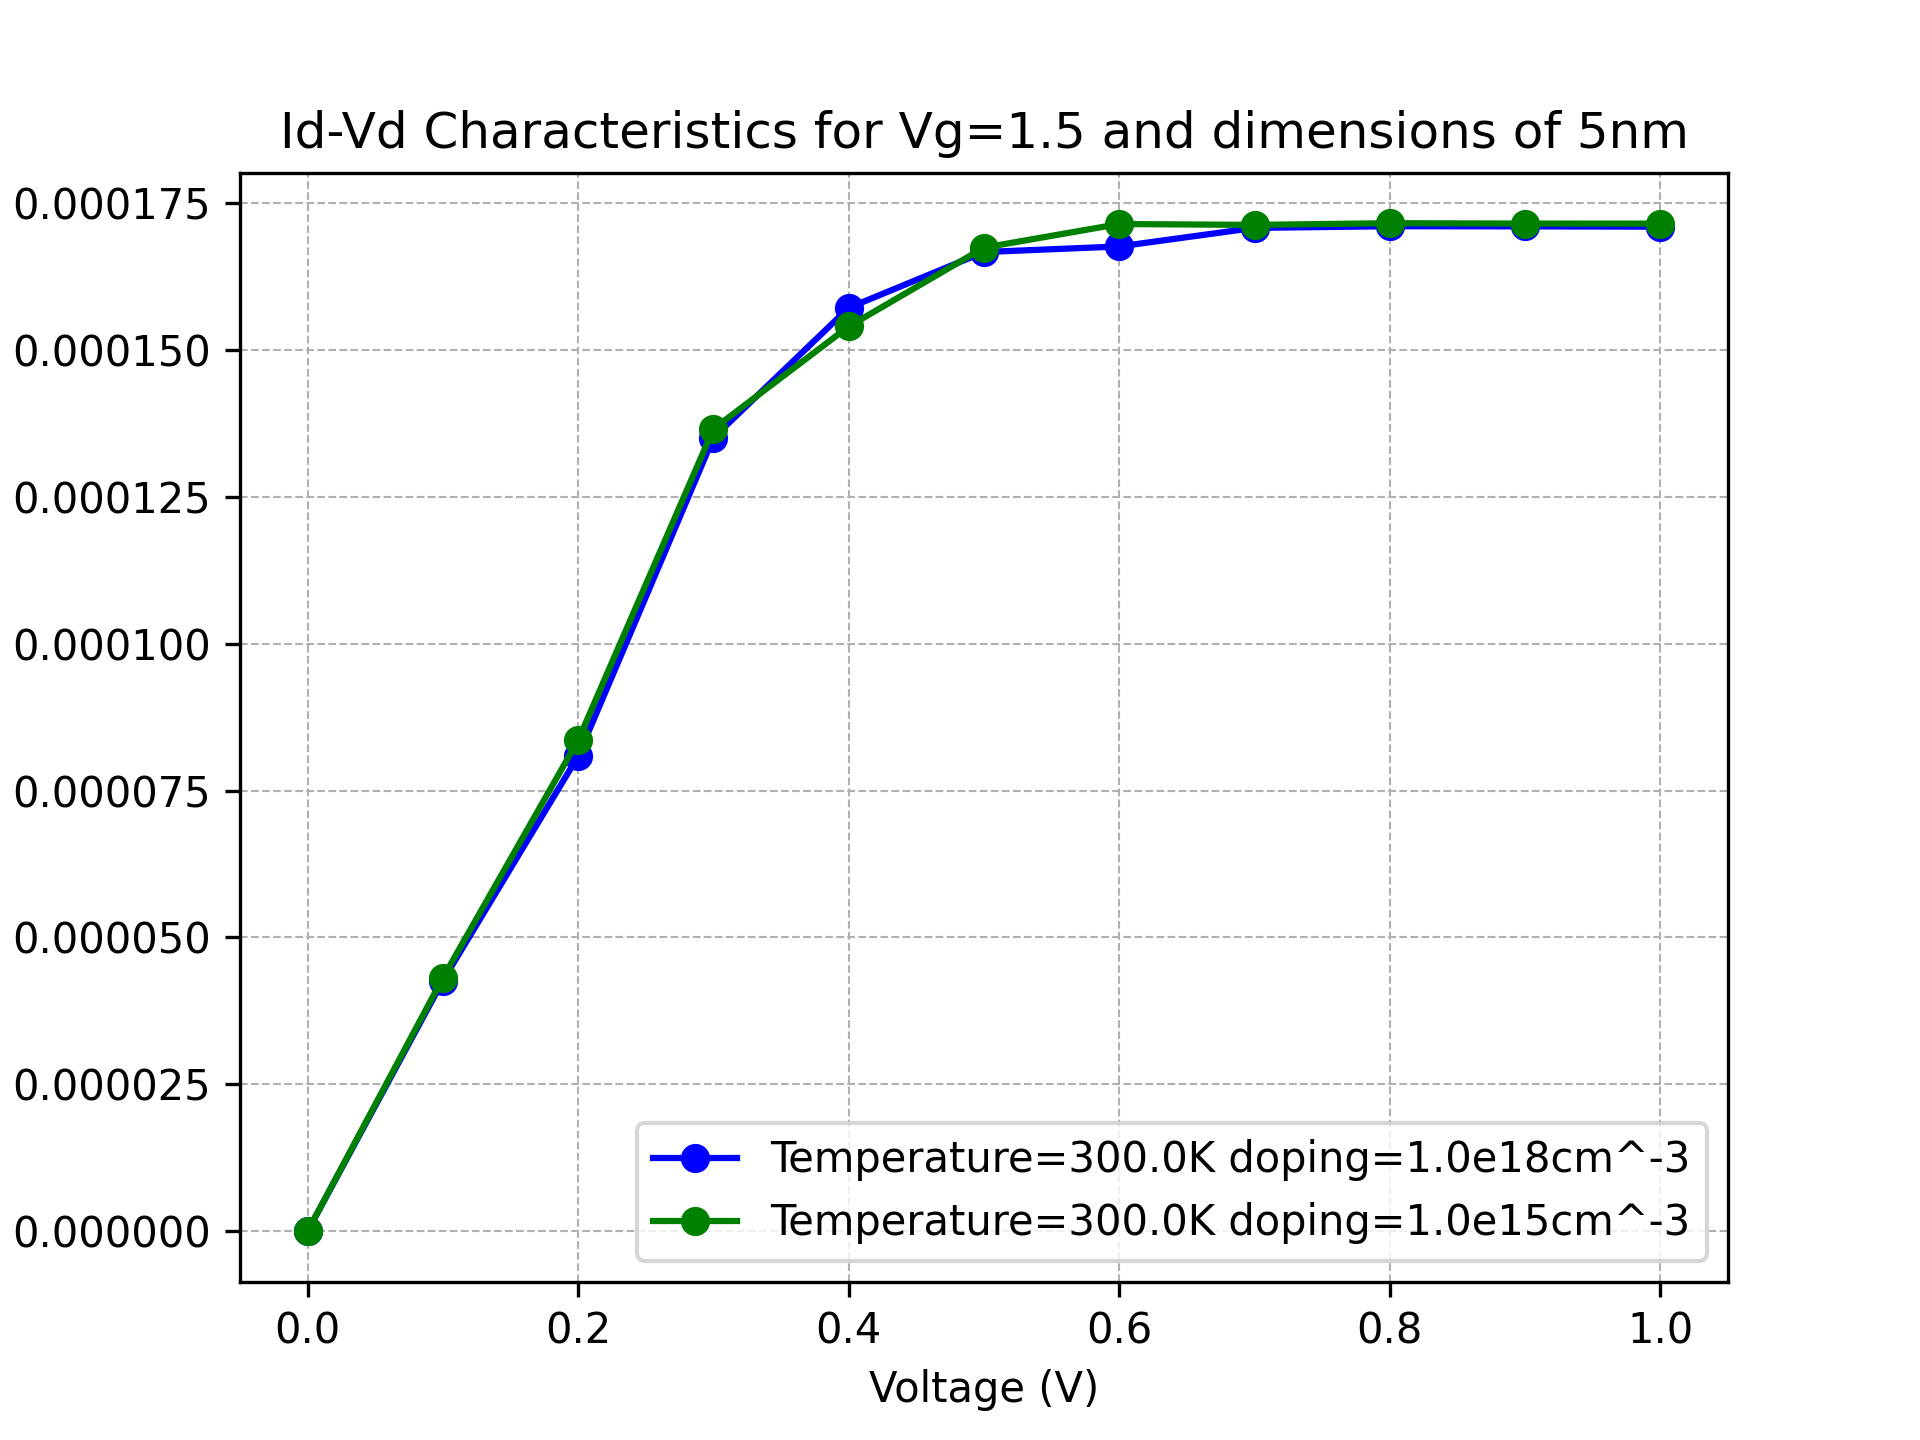 Id-Vd Characteristics for Vg=1.5 and dimensions of 5nm
0.000175
0.000150
0.000125
0.000100
0.000075
0.000050
0.000025
0.000000
Temperature=300.0K doping=1.0e18cm^-3
Temperature=300.0K doping=1.0e15cm^-3
0.0 0.2 0.4 0.6 0.8 1.0
Voltage (V)